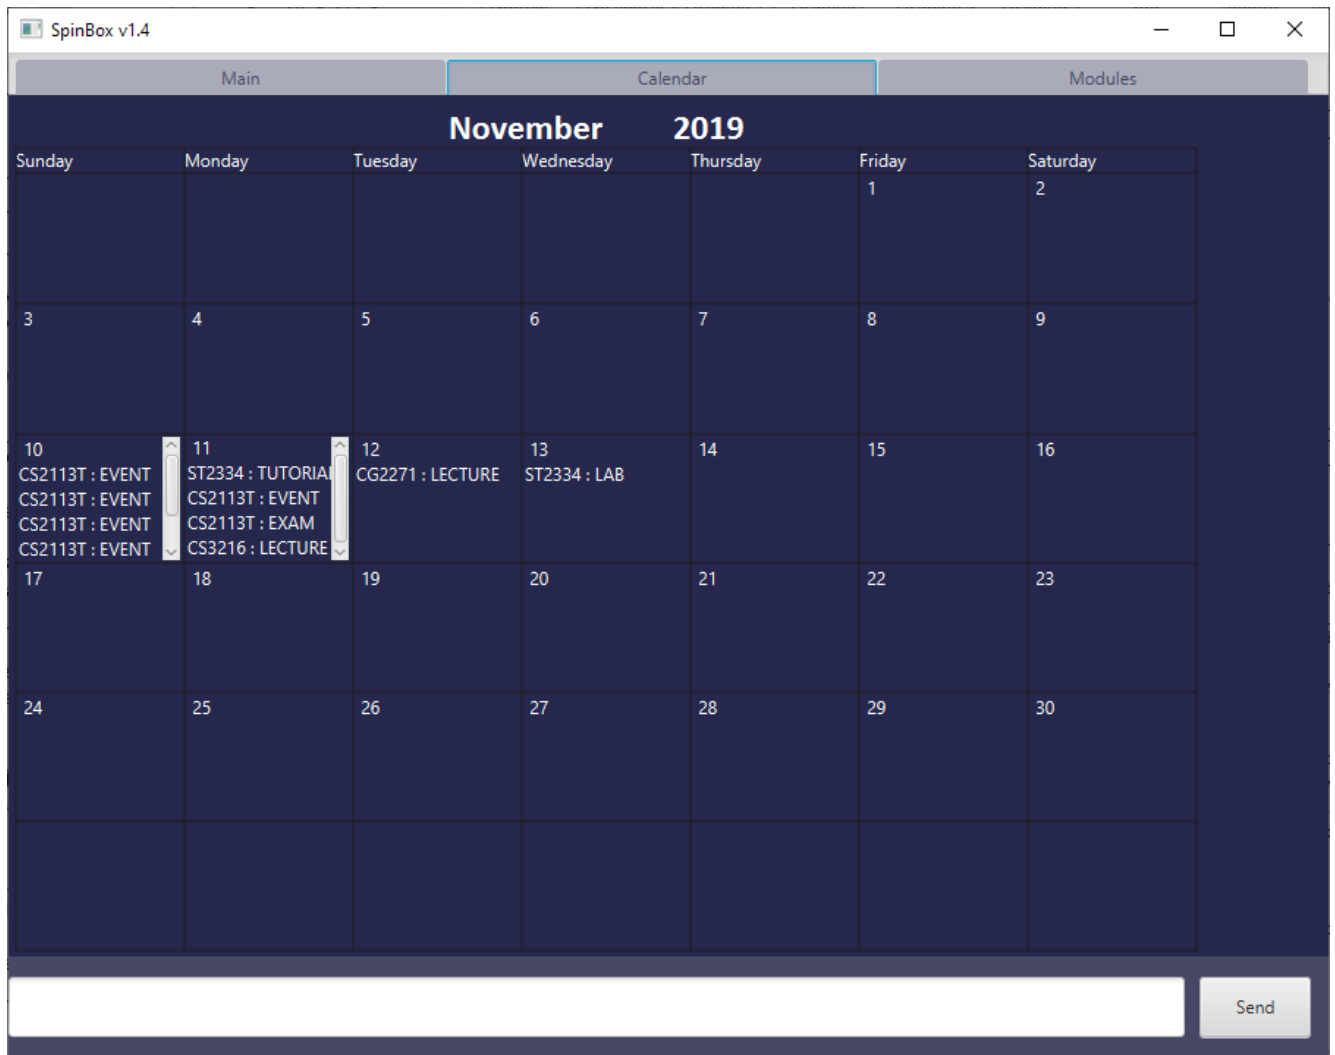 SpinBox v1.4
Main Calendar Modules
November 2019
Sunday Monday Tuesday Wednesday Thursday Friday Saturday
1 2
3 4 5 6 7 8 9
10 11 12 13 14 15 16
CS2113T : EVENT ST2334 : TUTORIAL CG2271 : LECTURE ST2334 : LAB
CS2113T : EVENT CS2113T : EVENT
CS2113T : EVENT CS2113T : EXAM
CS2113T : EVENT CS3216 : LECTURE
17 18 19 20 21 22 23
24 25 26 27 28 29 30
Send